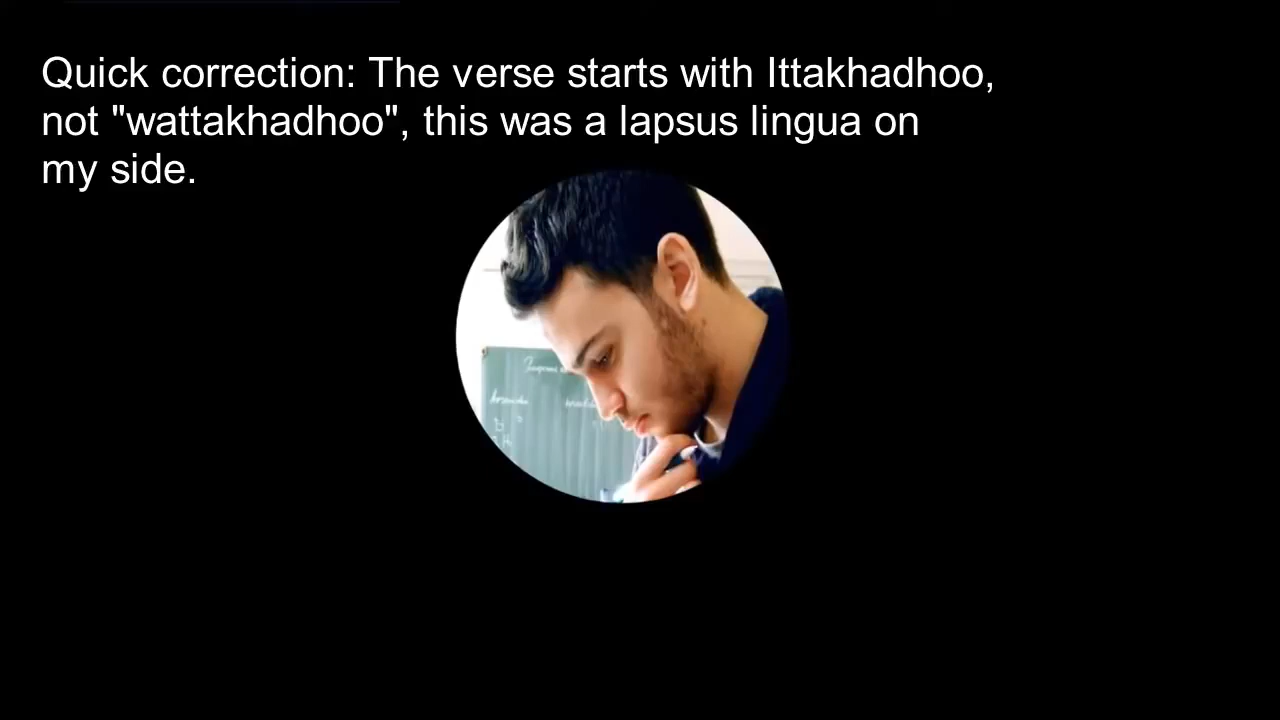 Quick correction: The verse starts with Ittakhadhoo,
not "wattakhadhoo", this was a lapsus lingua on
my side.